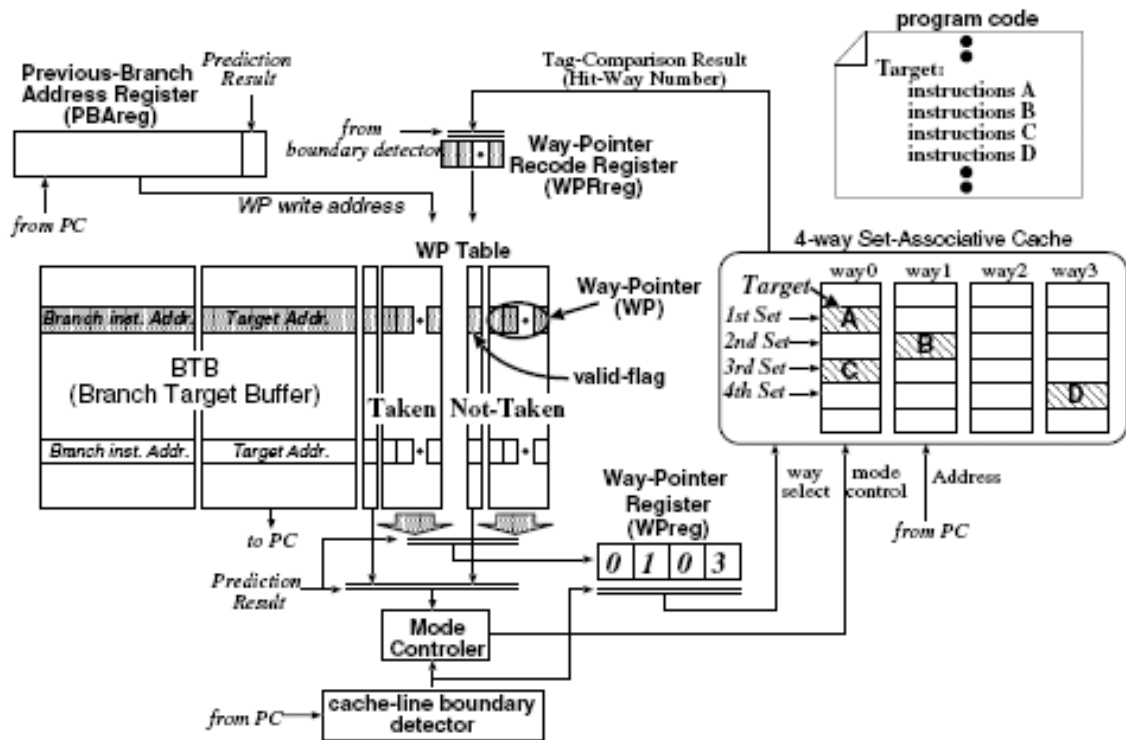 program code
Target:
instructions A
instructions B
instructions C
instructions D
Prediction
Result
Previous-Branch
Address Register
(PBAreg)
from PC
WP write address
Tag-Comparison Result
(Hit-Way Number)
from
boundary detector
Way-Pointer
Recode Register
(WPRreg)
WP Table
Way-Pointer
(WP)
valid-flag
Branch inst. Addr.
Target Addr.
BTB
(Branch Target Buffer)
Taken
Not-Taken
Branch inst. Addr.
Target Addr.
to PC
4-way Set-Associative Cache
way0
way1
way2
way3
Target
1st Set
2nd Set
3rd Set
4th Set
A
B
C
D
way
select
mode
control
Address
from PC
Way-Pointer
Register
(WPreg)
0 1 0 3
Prediction
Result
Mode
Controler
from PC
cache-line boundary
detector